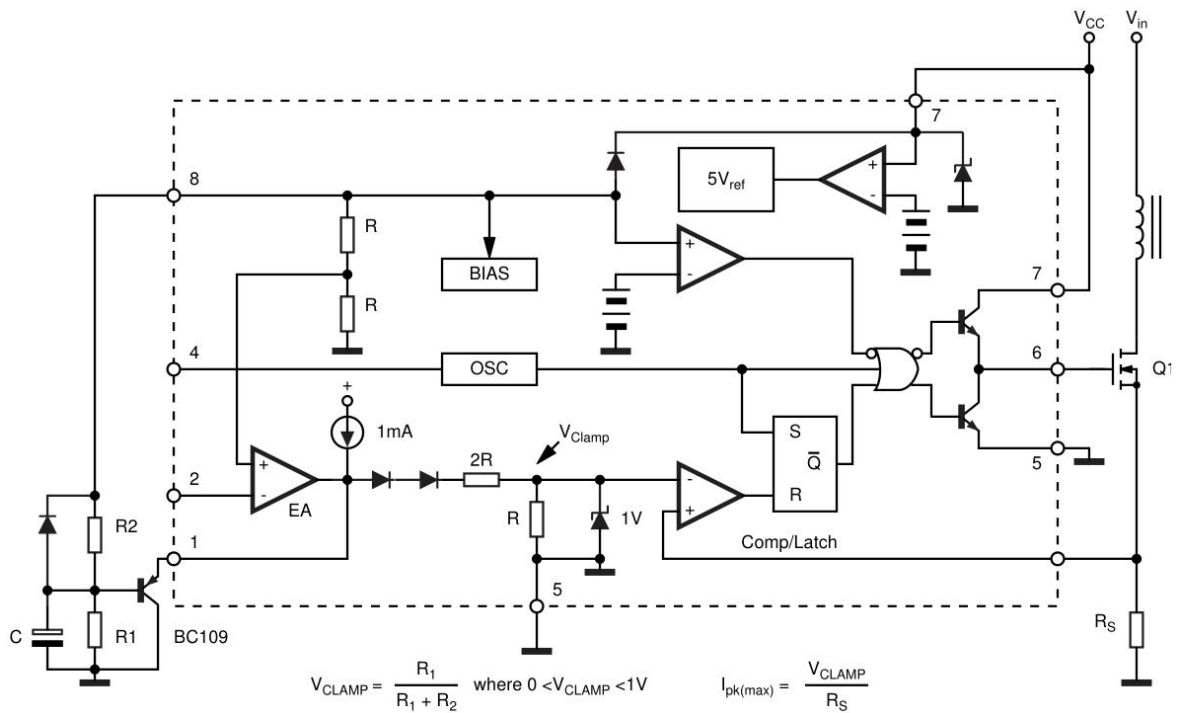 VCC
Vin
7
8
5Vref
+
-
R
BIAS
+
-
R
7
4
OSC
6
Q1
+
1mA
VClamp
S
Q̅
R
5
2R
2
+
-
EA
R
1V
-
+
Comp/Latch
R2
1
5
C
R1
BC109
RS
VCLAMP = R1 / R1 + R2 where 0 <VCLAMP <1V
Ipk(max) = VCLAMP / RS